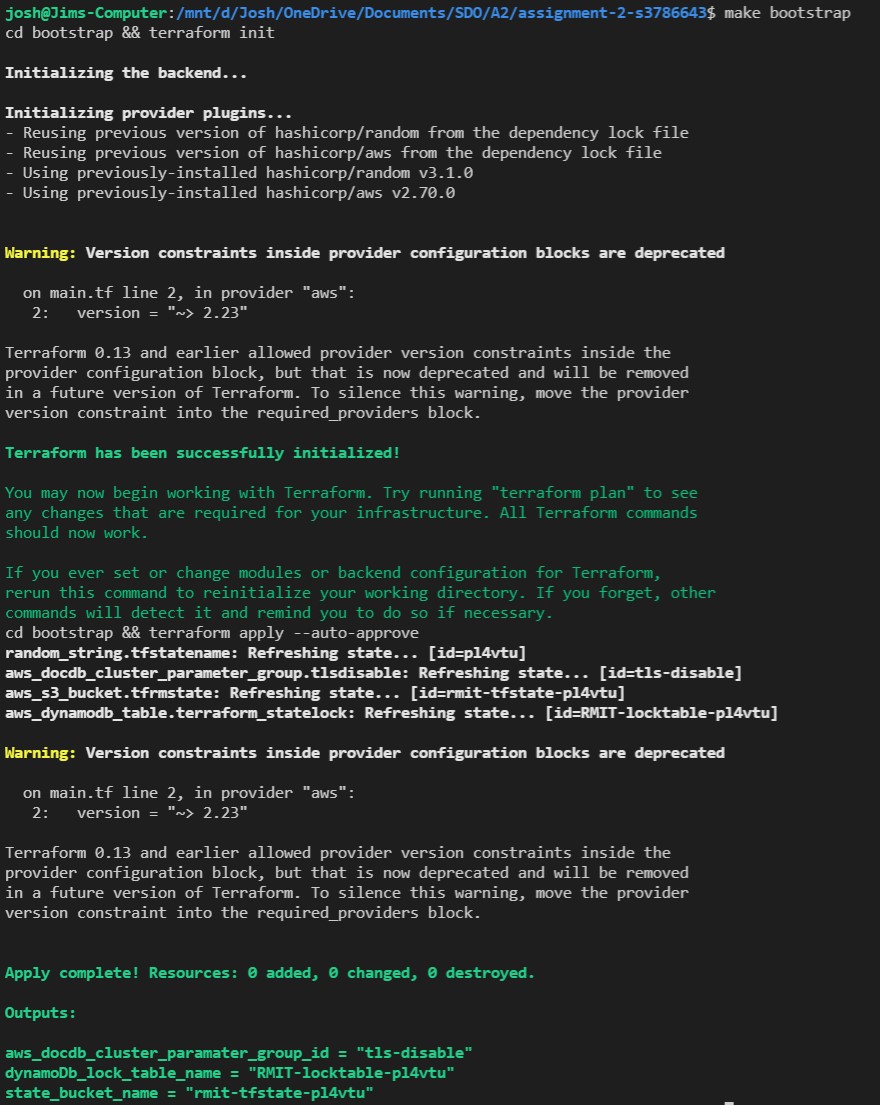 josh@Jims-Computer:/mnt/d/Josh/OneDrive/Documents/SDO/A2/assignment-2-s3786643$ make bootstrap
cd bootstrap && terraform init
Initializing the backend...
Initializing provider plugins...
- Reusing previous version of hashicorp/random from the dependency lock file
- Reusing previous version of hashicorp/aws from the dependency lock file
- Using previously-installed hashicorp/random v3.1.0
- Using previously-installed hashicorp/aws v2.70.0
Warning: Version constraints inside provider configuration blocks are deprecated
  on main.tf line 2, in provider "aws":
   2:   version = "~> 2.23"
Terraform 0.13 and earlier allowed provider version constraints inside the
provider configuration block, but that is now deprecated and will be removed
in a future version of Terraform. To silence this warning, move the provider
version constraint into the required_providers block.
Terraform has been successfully initialized!
You may now begin working with Terraform. Try running "terraform plan" to see
any changes that are required for your infrastructure. All Terraform commands
should now work.
If you ever set or change modules or backend configuration for Terraform,
rerun this command to reinitialize your working directory. If you forget, other
commands will detect it and remind you to do so if necessary.
cd bootstrap && terraform apply --auto-approve
random_string.tfstatename: Refreshing state... [id=pl4vtu]
aws_docdb_cluster_parameter_group.tlsdisable: Refreshing state... [id=tls-disable]
aws_s3_bucket.tfrmstate: Refreshing state... [id=rmit-tfstate-pl4vtu]
aws_dynamodb_table.terraform_statelock: Refreshing state... [id=RMIT-locktable-pl4vtu]
Warning: Version constraints inside provider configuration blocks are deprecated
  on main.tf line 2, in provider "aws":
   2:   version = "~> 2.23"
Terraform 0.13 and earlier allowed provider version constraints inside the
provider configuration block, but that is now deprecated and will be removed
in a future version of Terraform. To silence this warning, move the provider
version constraint into the required_providers block.
Apply complete! Resources: 0 added, 0 changed, 0 destroyed.
Outputs:
aws_docdb_cluster_paramater_group_id = "tls-disable"
dynamoDb_lock_table_name = "RMIT-locktable-pl4vtu"
state_bucket_name = "rmit-tfstate-pl4vtu"